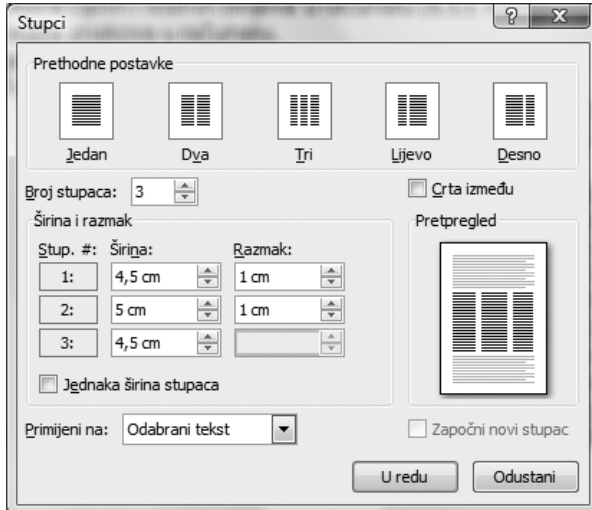 Stupci
Prethodne postavke
Jedan Dva Tri Lijevo Desno
Broj stupaca: 3 Crta između
Širina i razmak Pretpregled
Stup. #: Širina: Razmak:
1: 4,5 cm 1 cm
2: 5 cm 1 cm
3: 4,5 cm
Jednaka širina stupaca
Primijeni na: Odabrani tekst Započni novi stupac
U redu Odustani